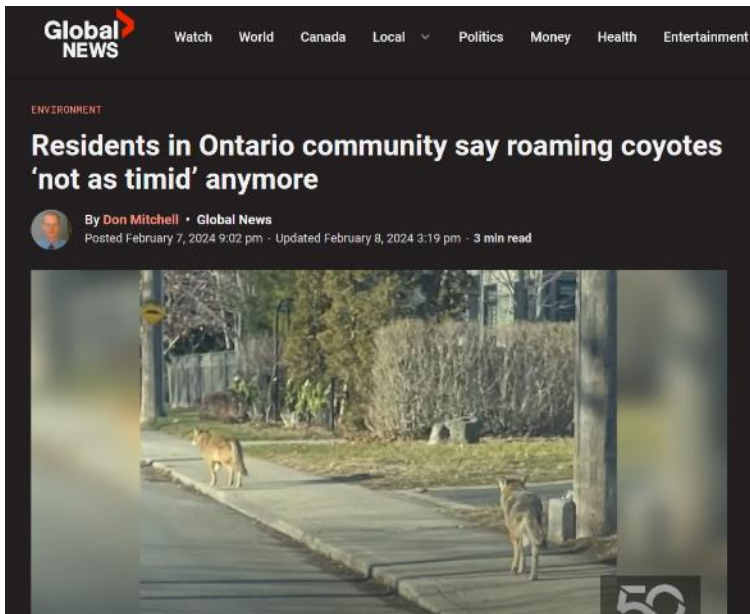 Global
NEWS
Watch World Canada Local Politics Money Health Entertainment
ENVIRONMENT
Residents in Ontario community say roaming coyotes
‘not as timid’ anymore
By Don Mitchell • Global News
Posted February 7, 2024 9:02 pm · Updated February 8, 2024 3:19 pm · 3 min read
50